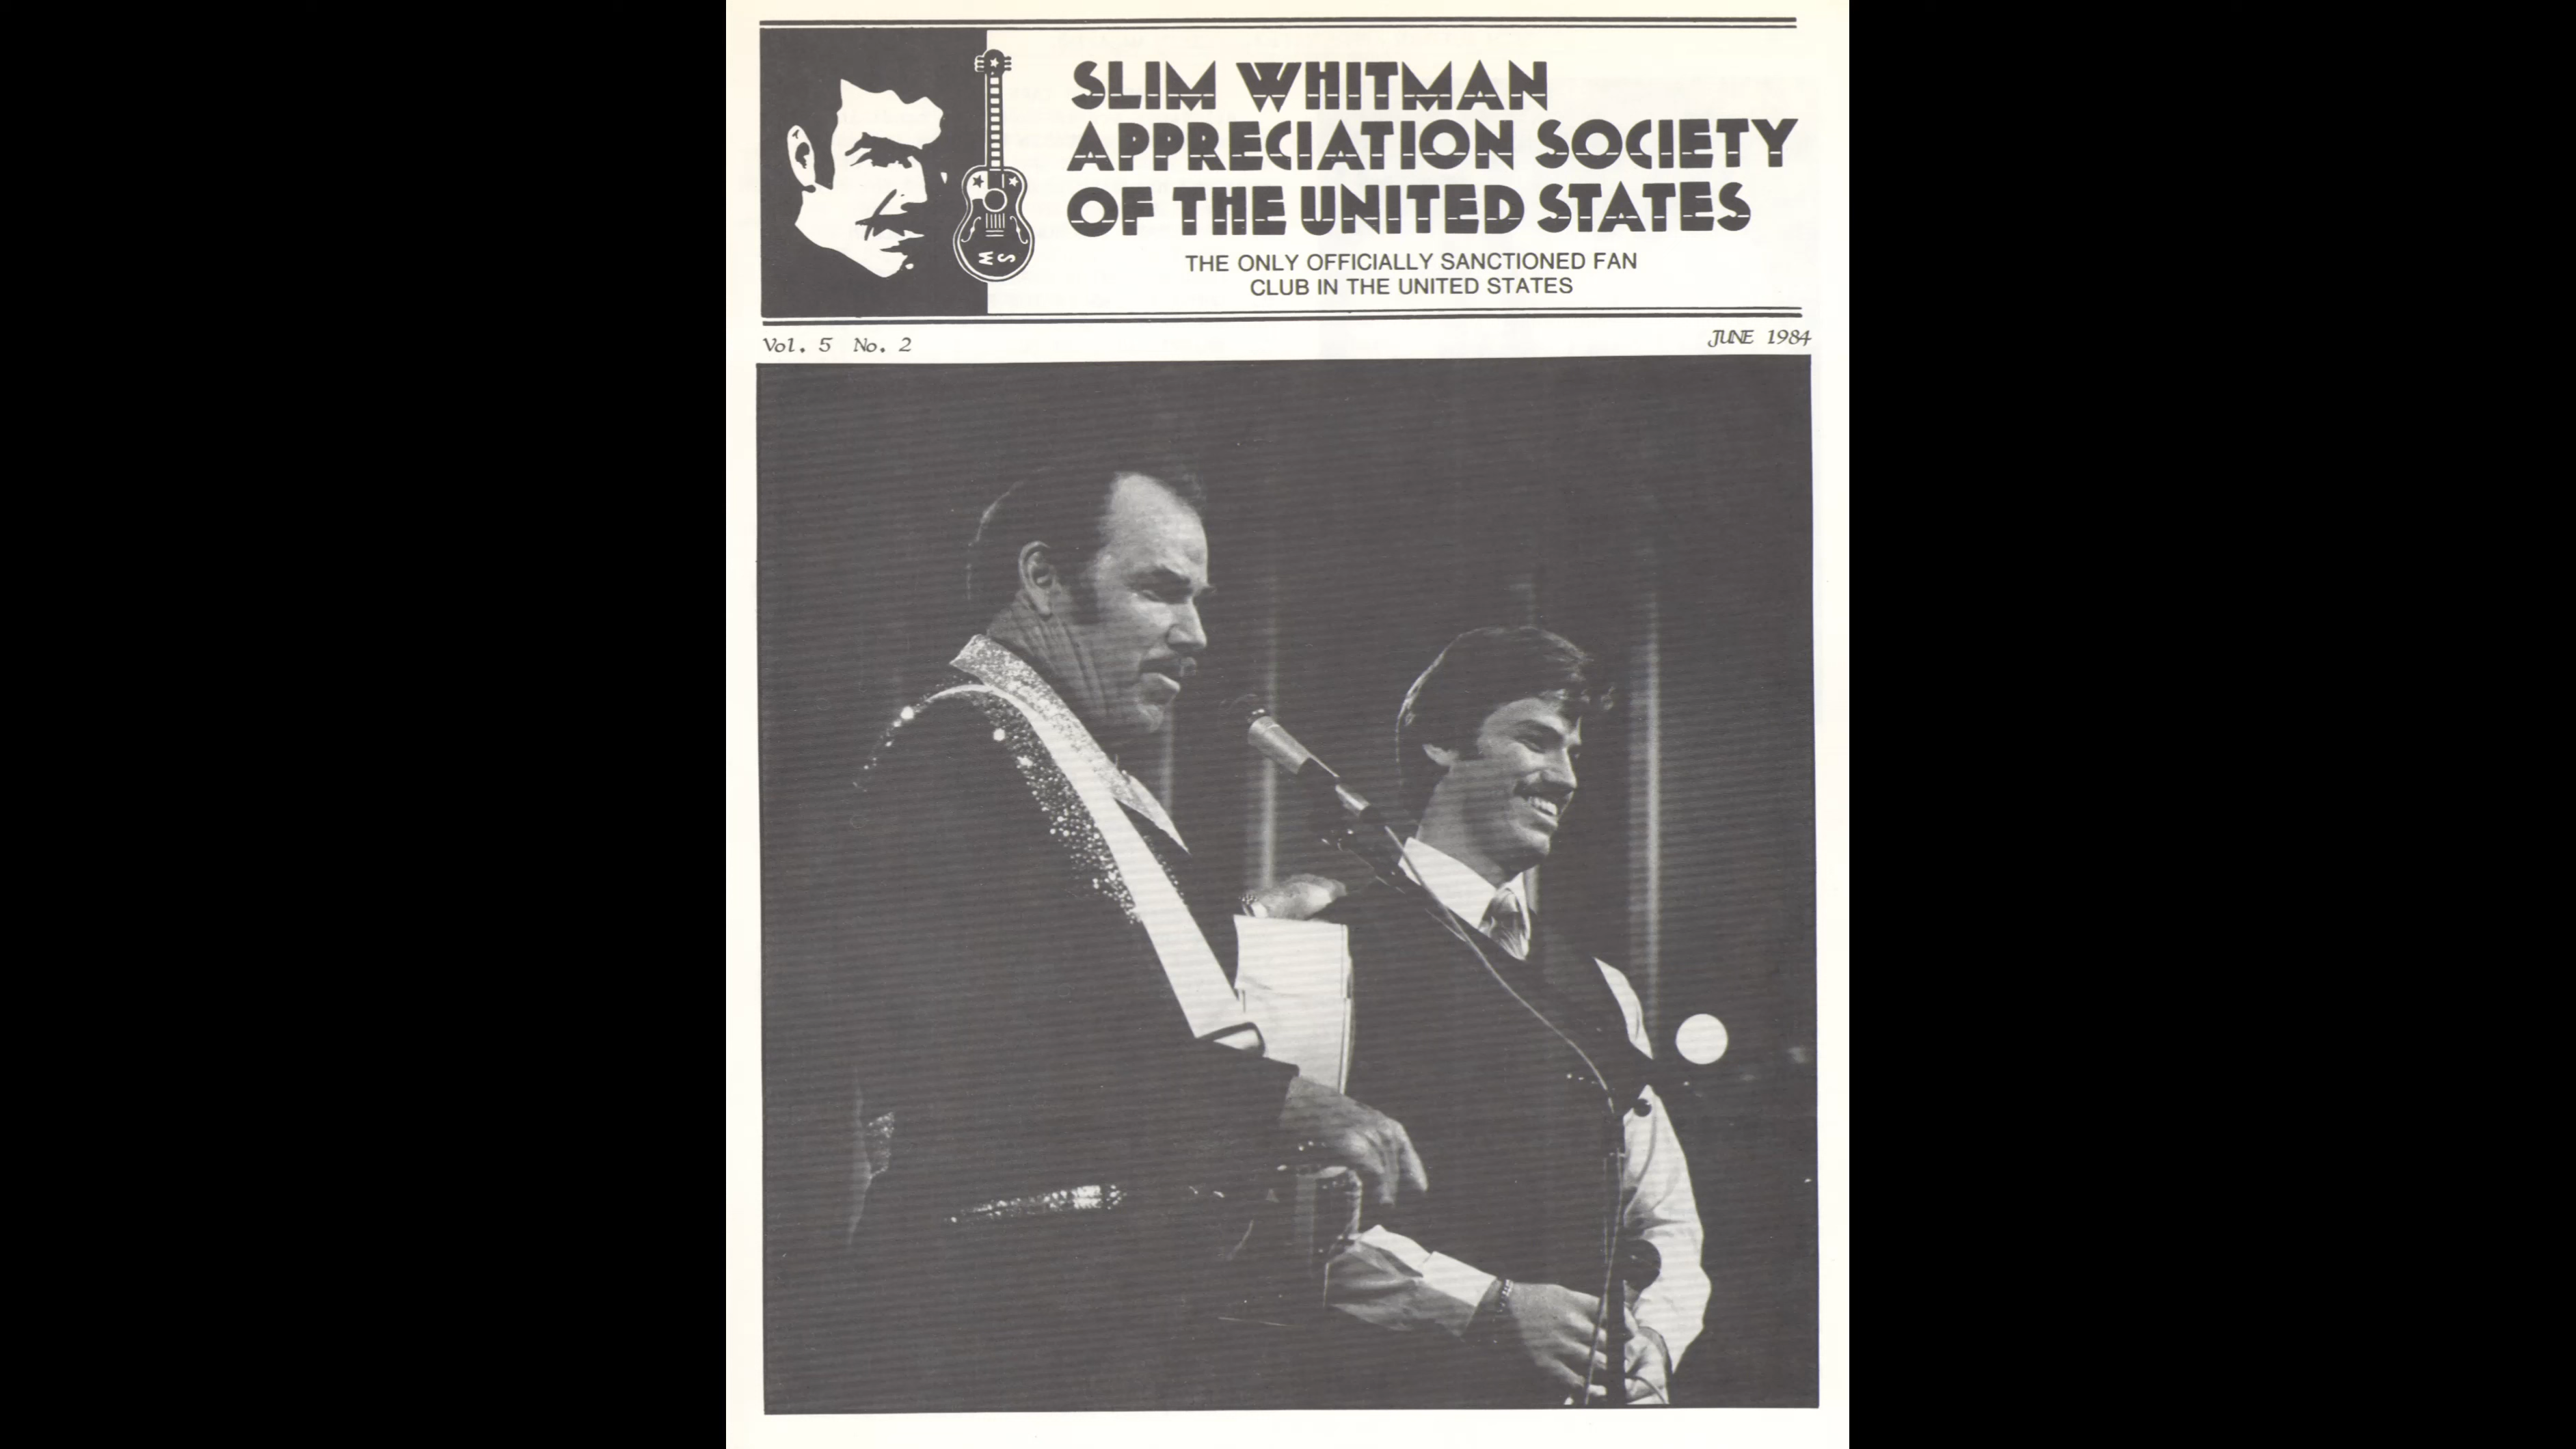 SLIM WHITMAN
APPRECIATION SOCIETY
OF THE UNITED STATES
THE ONLY OFFICIALLY SANCTIONED FAN
CLUB IN THE UNITED STATES
Vol. 5 No. 2
JUNE 1984
SW